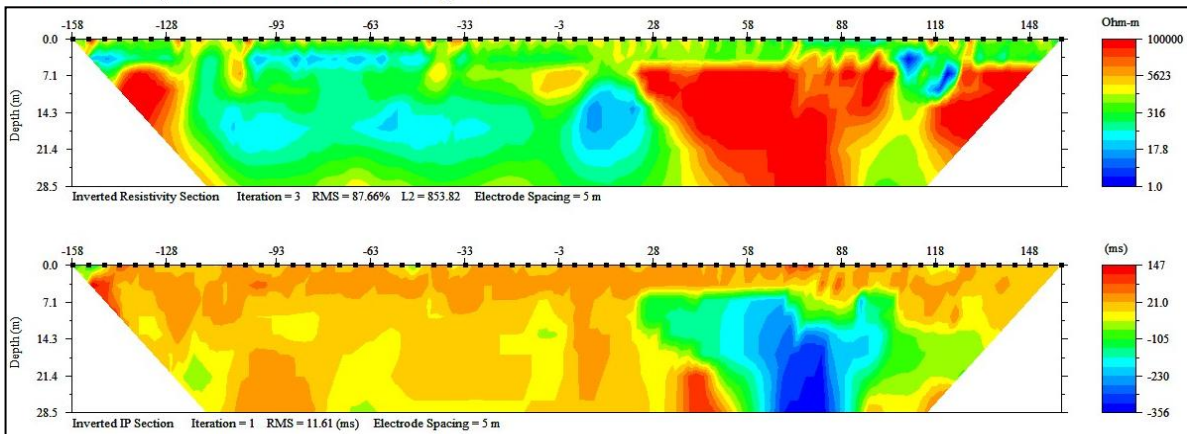 -158 -128 -93 -63 -33 -3 28 58 88 118 148 Ohm-m
0.0 100000
7.1 5623
14.3 316
21.4 17.8
28.5 1.0
Depth (m)
Inverted Resistivity Section Iteration = 3 RMS = 87.66% L2 = 853.82 Electrode Spacing = 5 m
-158 -128 -93 -63 -33 -3 28 58 88 118 148 (ms)
0.0 147
7.1 21.0
14.3 -105
21.4 -230
28.5 -356
Depth (m)
Inverted IP Section Iteration = 1 RMS = 11.61 (ms) Electrode Spacing = 5 m